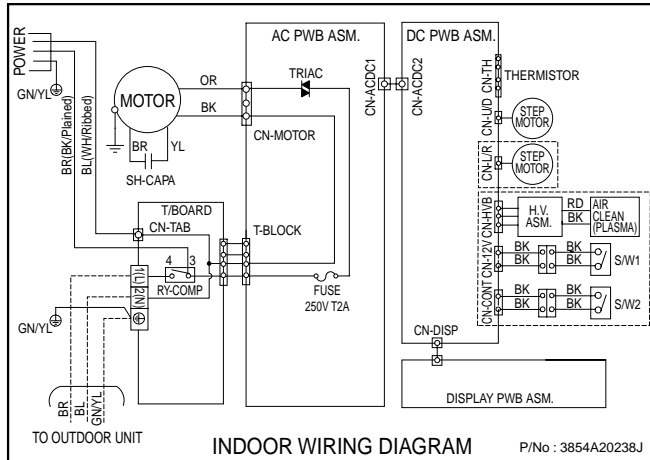 POWER
GN/YL
BR(BK/Plained)
BL(WH/Ribbed)
MOTOR
OR
BK
BR
YL
SH-CAPA
AC PWB ASM.
TRIAC
CN-MOTOR
CN-ACDC1
DC PWB ASM.
CN-ACDC2
CN-TH
THERMISTOR
CN-U/D
STEP
MOTOR
CN-L/R
STEP
MOTOR
CN-HVB
H.V.
ASM.
RD
BK
AIR
CLEAN
(PLASMA)
CN-12V
BK
BK
BK
BK
S/W1
CN-CONT
BK
BK
BK
BK
S/W2
T/BOARD
CN-TAB
T-BLOCK
4 3
RY-COMP
1(L)
2(N)
FUSE
250V T2A
GN/YL
BR
BL
GN/YL
TO OUTDOOR UNIT
CN-DISP
DISPLAY PWB ASM.
INDOOR WIRING DIAGRAM
P/No : 3854A20238J